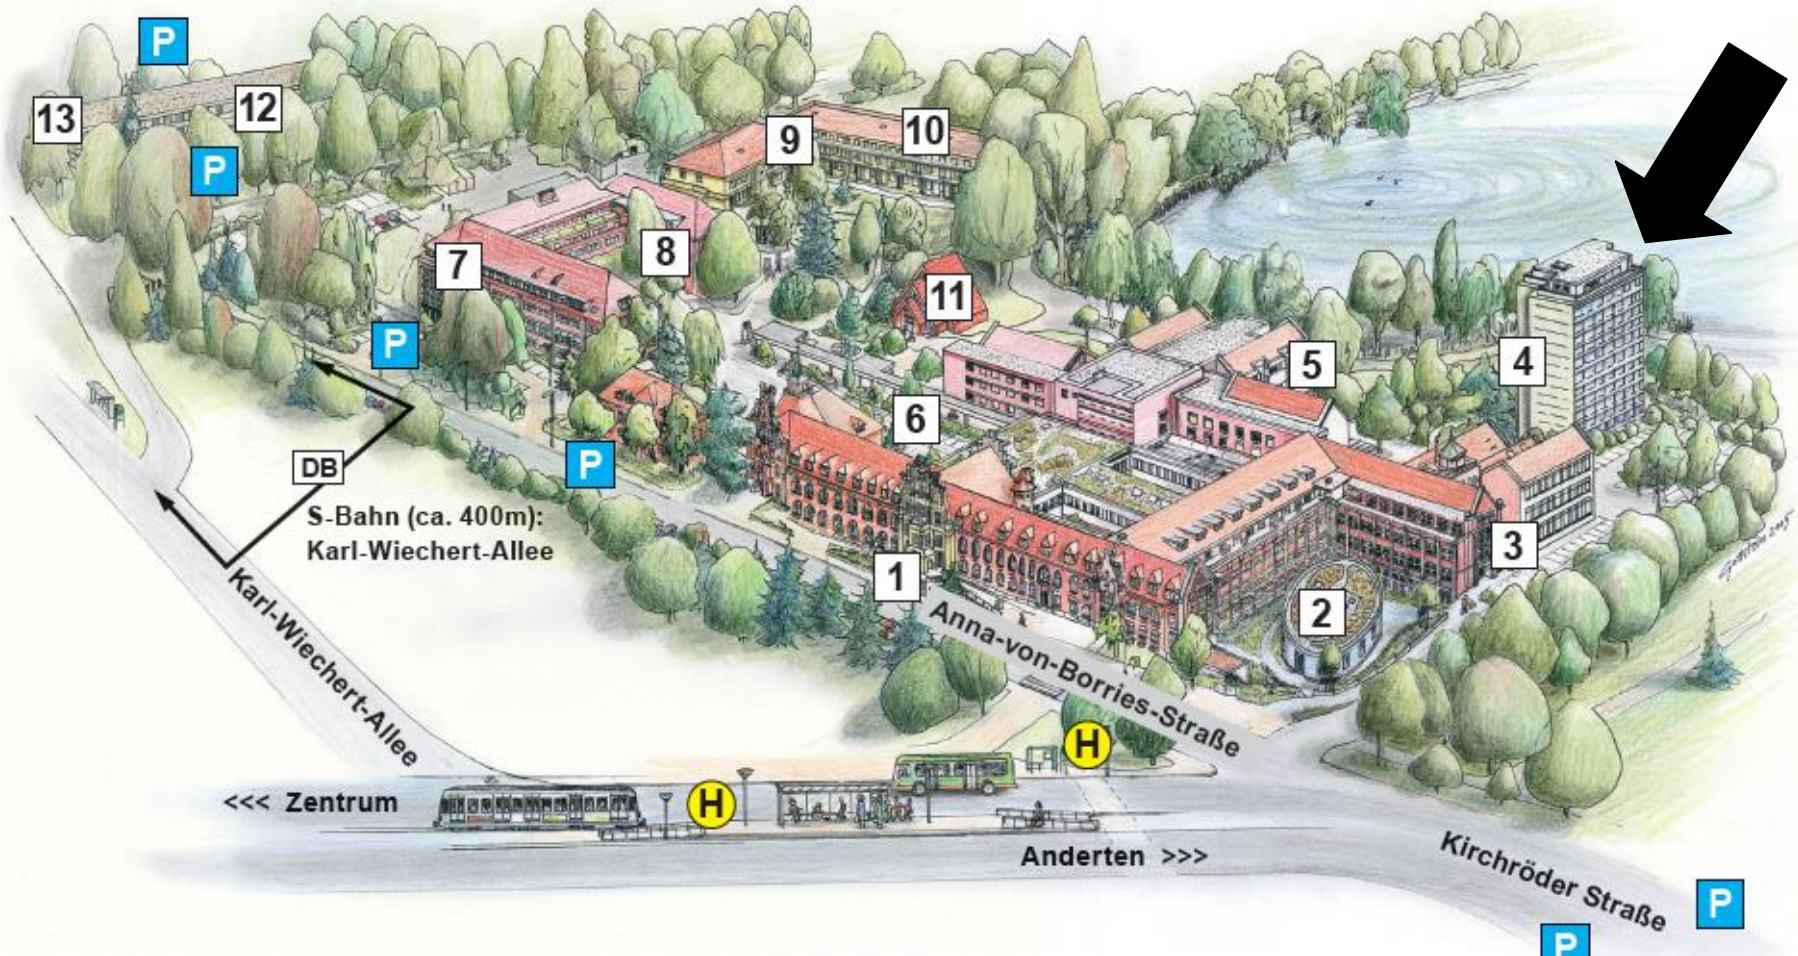 P
13
12
P
9
10
7
8
11
P
5
4
6
P
DB
S-Bahn (ca. 400m):
Karl-Wiechert-Allee
3
1
2
Karl-Wiechert-Allee
Anna-von-Borries-Straße
H
H
<<< Zentrum
Anderten >>>
Kirchröder Straße
P
P